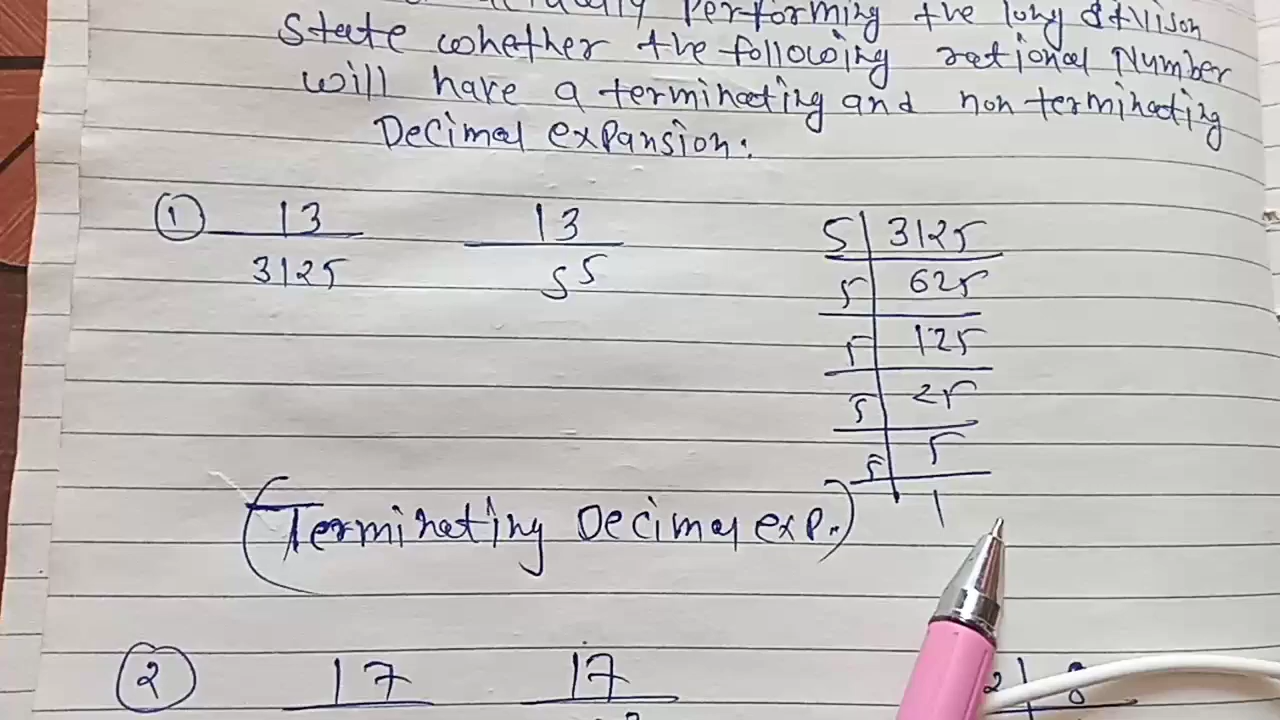 Performing the long division
State whether the following rational Number
will have a terminating and non terminating
Decimal expansion.
① 13 13 5 | 3125
3125 5⁵ 5 | 625
5 | 125
5 | 25
5 | 5
1
(Terminating Decimal exp.)
② 17 17 2 | 8